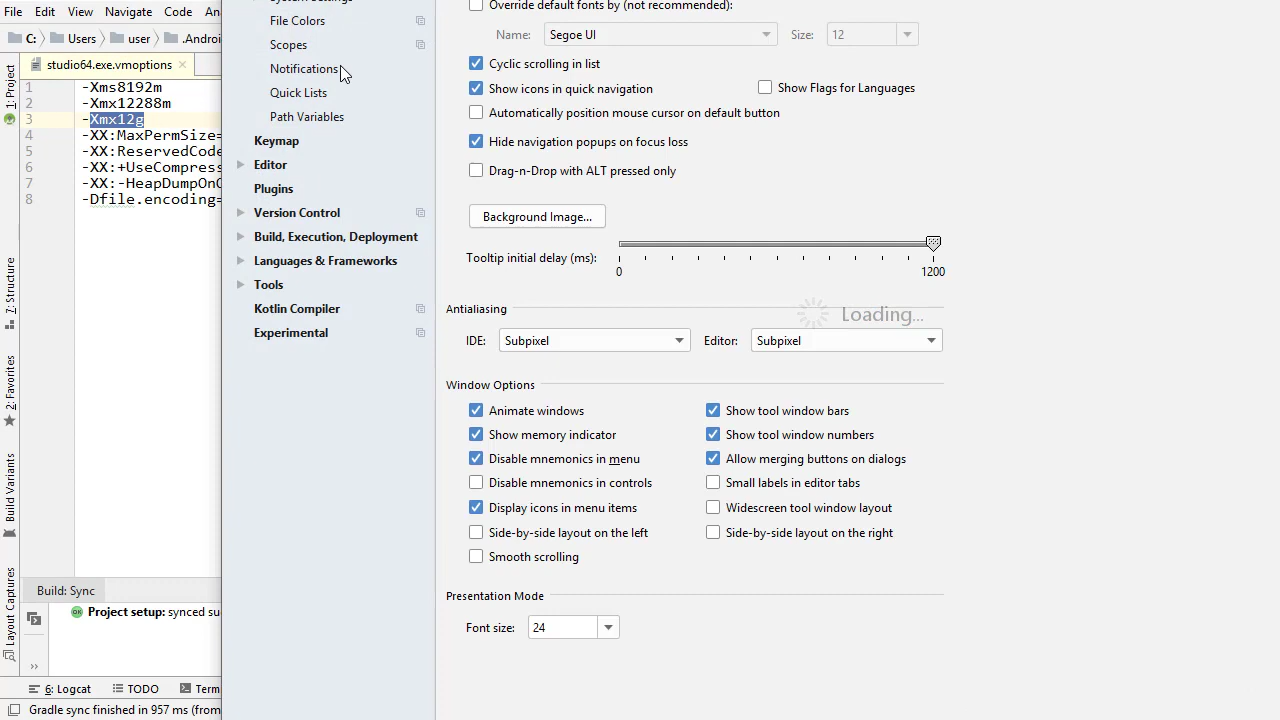 File Edit View Navigate Code An
C: Users user .Androi
studio64.exe.vmoptions
1 -Xms8192m
2 -Xmx12288m
3 -Xmx12g
4 -XX:MaxPermSize=
5 -XX:ReservedCode
6 -XX:+UseCompress
7 -XX:-HeapDumpOnO
8 -Dfile.encoding=
1: Project
7: Structure
2: Favorites
Build Variants
Layout Captures
Build: Sync
Project setup: synced su
6: Logcat TODO Term
Gradle sync finished in 957 ms (from
File Colors
Scopes
Notifications
Quick Lists
Path Variables
Keymap
Editor
Plugins
Version Control
Build, Execution, Deployment
Languages & Frameworks
Tools
Kotlin Compiler
Experimental
Override default fonts by (not recommended):
Name: Segoe UI Size: 12
Cyclic scrolling in list
Show icons in quick navigation Show Flags for Languages
Automatically position mouse cursor on default button
Hide navigation popups on focus loss
Drag-n-Drop with ALT pressed only
Background Image...
Tooltip initial delay (ms):
0 1200
Antialiasing
Loading...
IDE: Subpixel Editor: Subpixel
Window Options
Animate windows Show tool window bars
Show memory indicator Show tool window numbers
Disable mnemonics in menu Allow merging buttons on dialogs
Disable mnemonics in controls Small labels in editor tabs
Display icons in menu items Widescreen tool window layout
Side-by-side layout on the left Side-by-side layout on the right
Smooth scrolling
Presentation Mode
Font size: 24